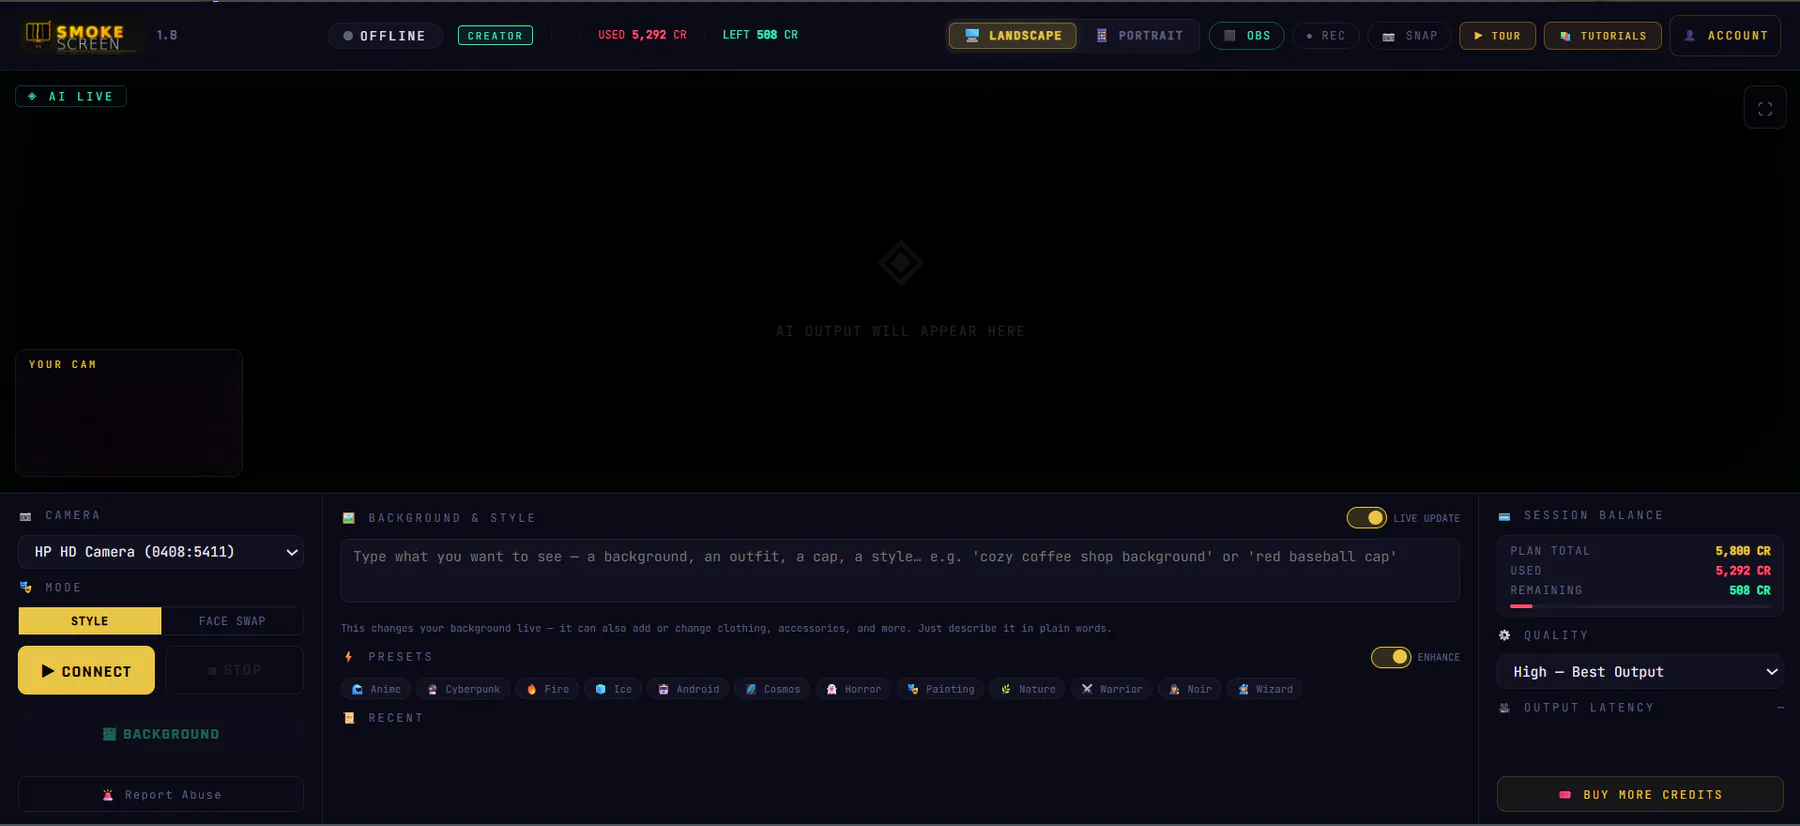 SMOKE
SCREEN
1.8
OFFLINE
CREATOR
USED 5,292 CR
LEFT 508 CR
LANDSCAPE
PORTRAIT
OBS
REC
SNAP
TOUR
TUTORIALS
ACCOUNT
AI LIVE
AI OUTPUT WILL APPEAR HERE
YOUR CAM
CAMERA
HP HD Camera (0408:5411)
MODE
STYLE
FACE SWAP
CONNECT
STOP
BACKGROUND
Report Abuse
BACKGROUND & STYLE
LIVE UPDATE
Type what you want to see — a background, an outfit, a cap, a style… e.g. 'cozy coffee shop background' or 'red baseball cap'
This changes your background live — it can also add or change clothing, accessories, and more. Just describe it in plain words.
PRESETS
ENHANCE
Anime
Cyberpunk
Fire
Ice
Android
Cosmos
Horror
Painting
Nature
Warrior
Noir
Wizard
RECENT
SESSION BALANCE
PLAN TOTAL 5,800 CR
USED 5,292 CR
REMAINING 508 CR
QUALITY
High — Best Output
OUTPUT LATENCY —
BUY MORE CREDITS